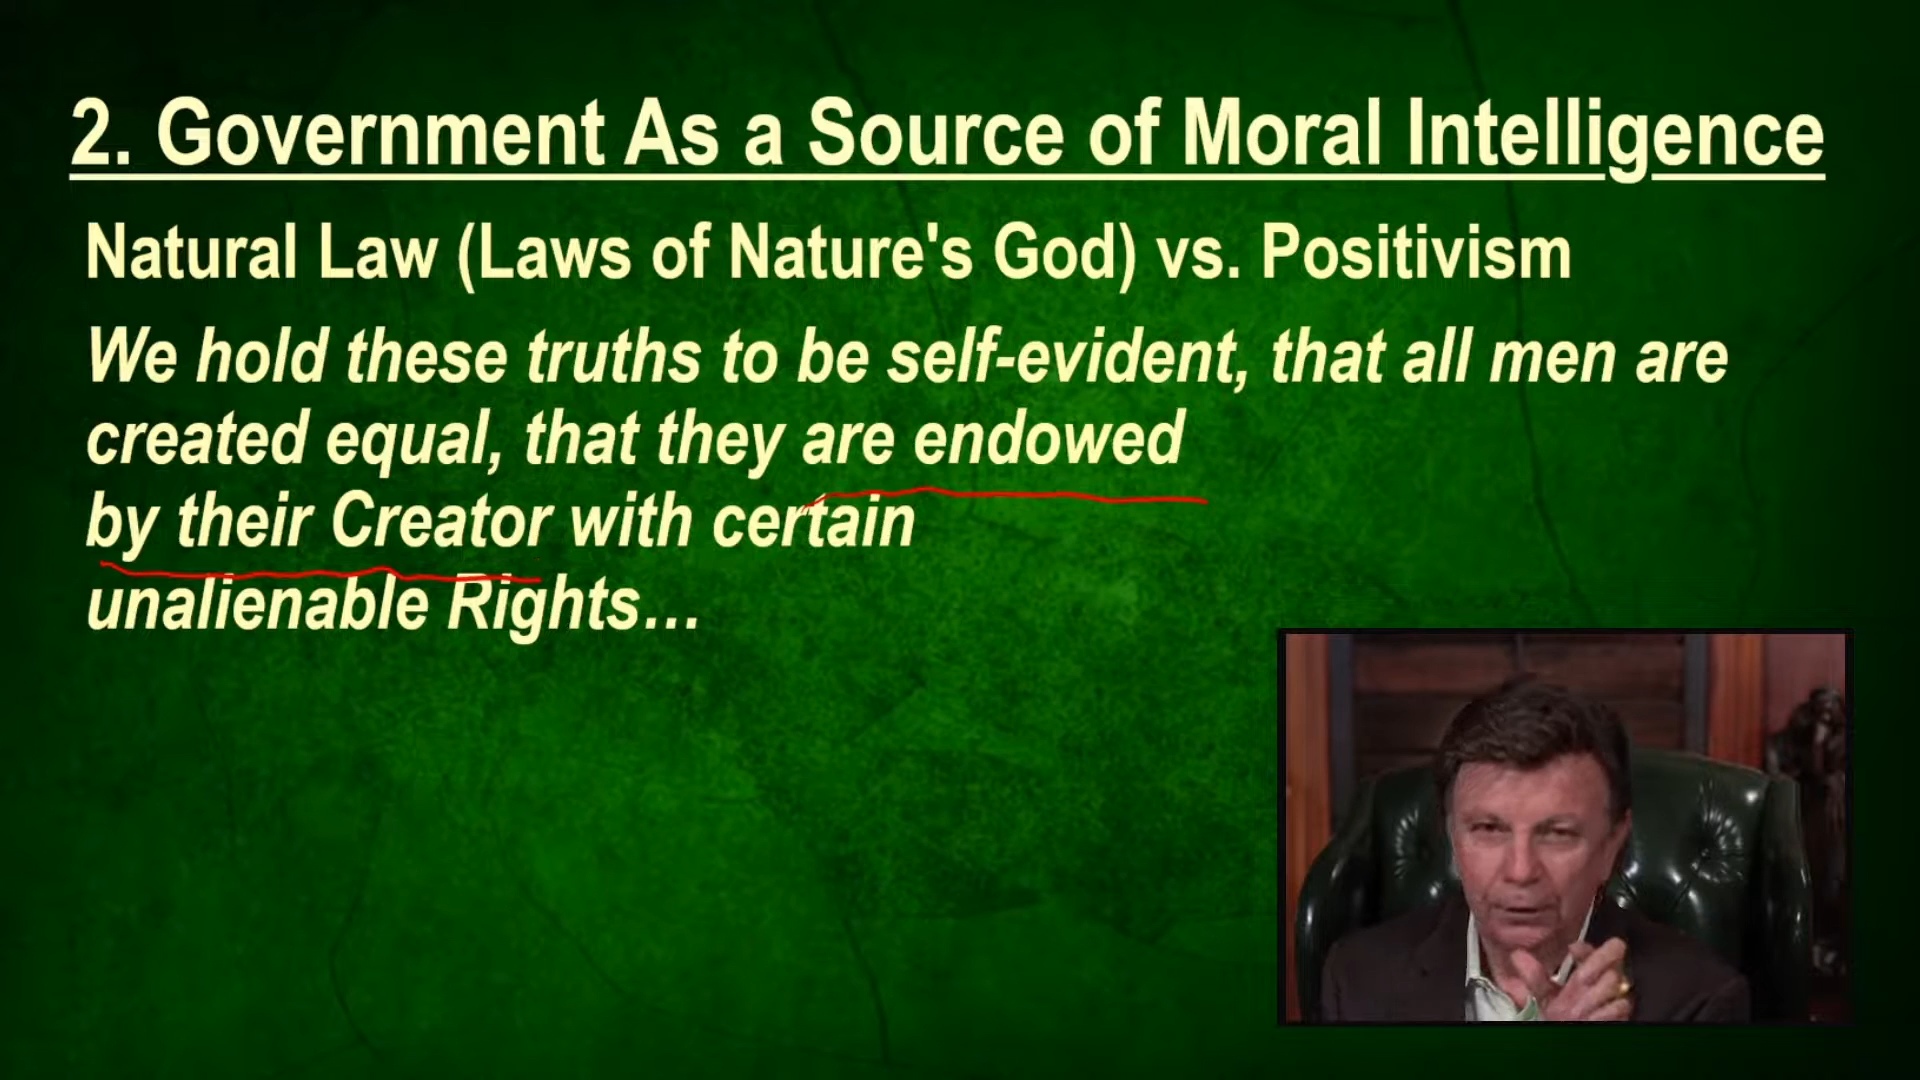 2. Government As a Source of Moral Intelligence
Natural Law (Laws of Nature's God) vs. Positivism
We hold these truths to be self-evident, that all men are
created equal, that they are endowed
by their Creator with certain
unalienable Rights…